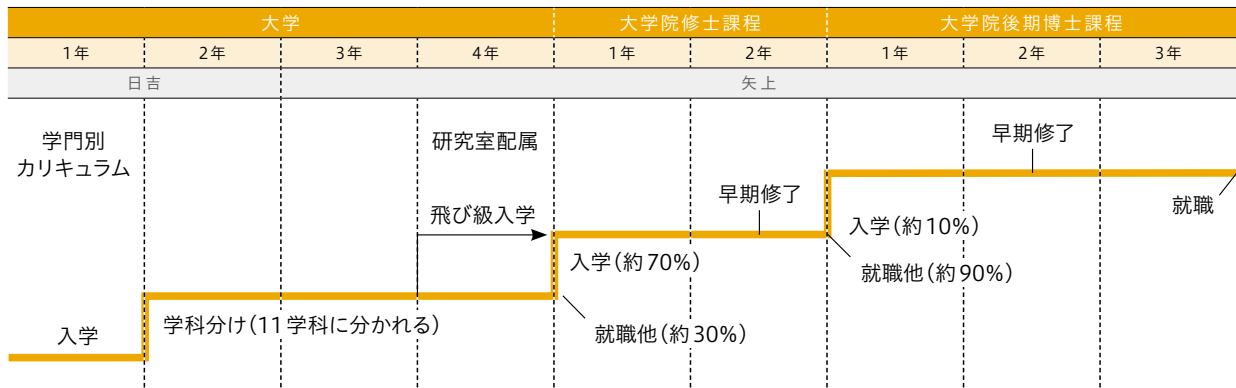 大学 大学院修士課程 大学院後期博士課程
1年 2年 3年 4年 1年 2年 1年 2年 3年
日吉 矢上
学門別
カリキュラム
研究室配属
早期修了
飛び級入学
早期修了
就職
入学(約10%)
入学(約70%)
就職他(約90%)
入学
学科分け(11学科に分かれる)
就職他(約30%)